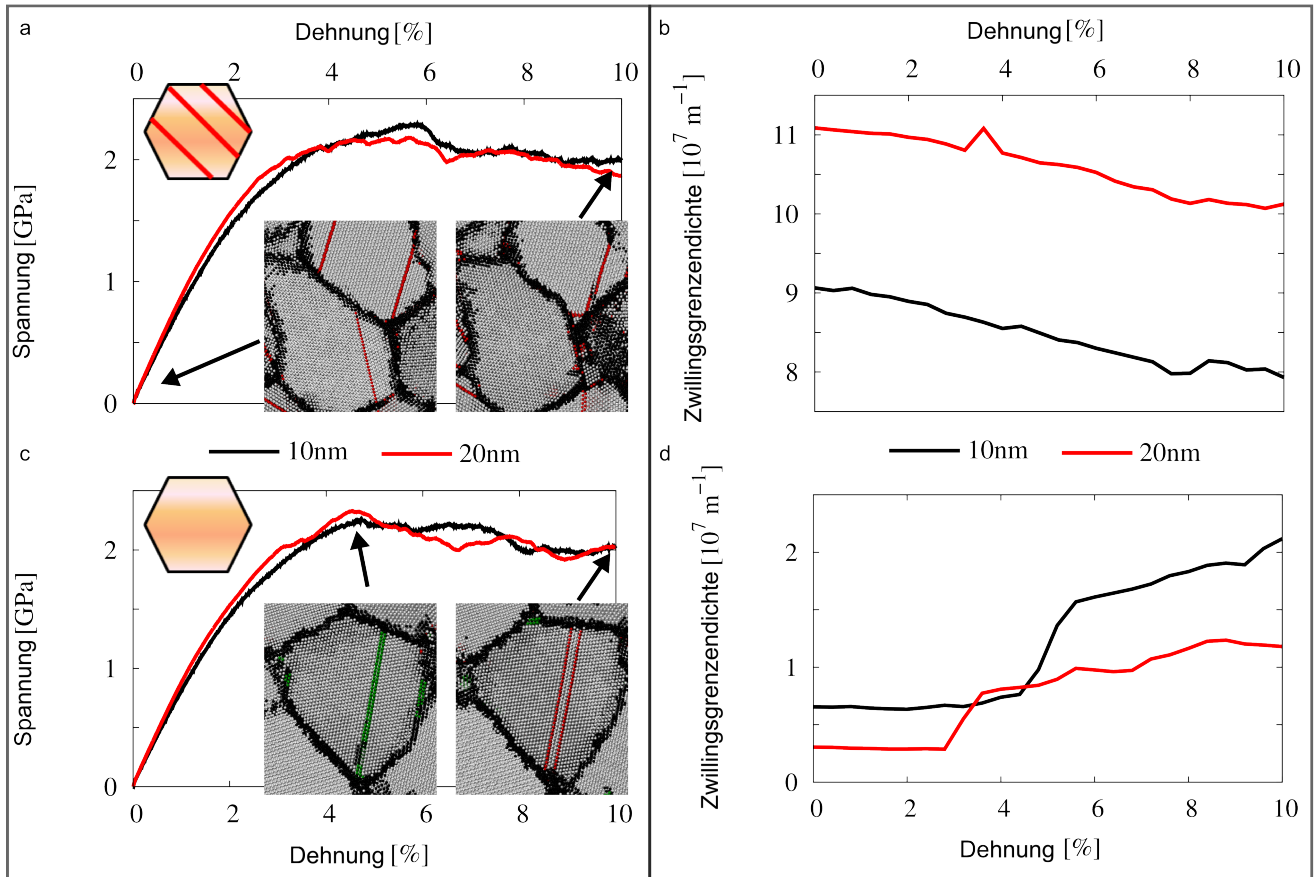 a
Dehnung [%]
0 2 4 6 8 10
2
1
0
Spannung [GPa]
b
Dehnung [%]
0 2 4 6 8 10
11
10
9
8
Zwillingsgrenzendichte [10⁷ m⁻¹]
c
10nm 20nm
2
1
0
Spannung [GPa]
0 2 4 6 8 10
Dehnung [%]
d
10nm 20nm
2
1
0
Zwillingsgrenzendichte [10⁷ m⁻¹]
0 2 4 6 8 10
Dehnung [%]